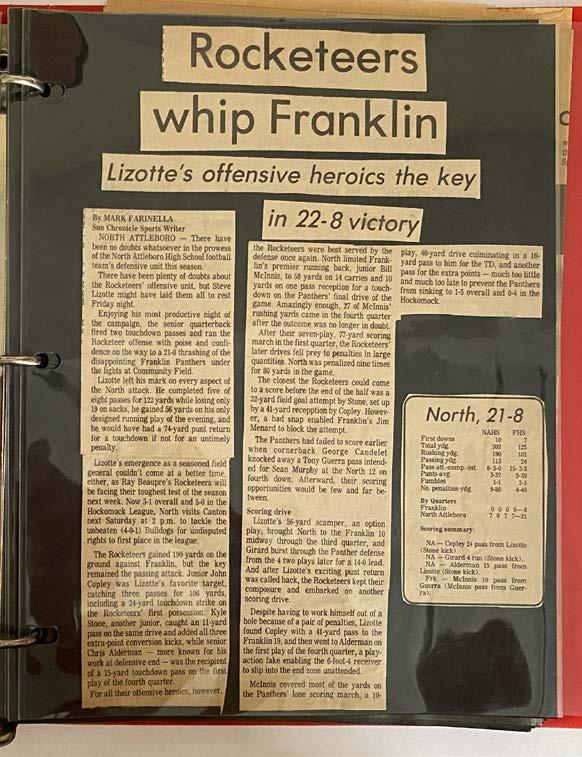 Rocketeers
whip Franklin
Lizotte's offensive heroics the key
in 22-8 victory
By MARK FARINELLA
Sun Chronicle Sports Writer
NORTH ATTLEBORO — There have
been no doubts whatsoever in the prowess
of the North Attleboro High School football
team's defensive unit this season.
There have been plenty of doubts about
the Rocketeers' offensive unit, but Steve
Lizotte might have laid them all to rest
Friday night.
Enjoying his most productive night of
the campaign, the senior quarterback
fired two touchdown passes and ran the
Rocketeer offense with poise and confi-
dence on the way to a 21-8 thrashing of the
disappointing Franklin Panthers under
the lights at Community Field.
Lizotte left his mark on every aspect of
the North attack. He completed five of
eight passes for 122 yards while losing only
19 on sacks, he gained 56 yards on his only
designed running play of the evening, and
he would have had a 74-yard punt return
for a touchdown if not for an untimely
penalty.
Lizotte's emergence as a seasoned field
general couldn't come at a better time,
either, as Ray Beaupre's Rocketeers will
be facing their toughest test of the season
next week. Now 5-1 overall and 5-0 in the
Hockomock League, North visits Canton
next Saturday at 2 p.m. to tackle the
unbeaten (4-0-1) Bulldogs for undisputed
rights to first place in the league.
The Rocketeers gained 190 yards on the
ground against Franklin, but the key
remained the passing attack. Junior John
Copley was Lizotte's favorite target,
catching three passes for 106 yards,
including a 24-yard touchdown strike on
the Rocketeers' first possession. Kyle
Stone, another junior, caught an 11-yard
pass on the same drive and added all three
extra-point conversion kicks, while senior
Chris Alderman — more known for his
work at defensive end — was the recipient
of a 15-yard touchdown pass on the first
play of the fourth quarter.
For all their offensive heroics, however,
the Rocketeers were best served by the
defense once again. North limited Frank-
lin's premier running back, junior Bill
McInnis, to 58 yards on 14 carries and 10
yards on one pass reception for a touch-
down on the Panthers' final drive of the
game. Amazingly enough, 27 of McInnis'
rushing yards came in the fourth quarter
after the outcome was no longer in doubt.
After their seven-play, 77-yard scoring
march in the first quarter, the Rocketeers'
later drives fell prey to penalties in large
quantities. North was penalized nine times
for 80 yards in the game.
The closest the Rocketeers could come
to a score before the end of the half was a
32-yard field goal attempt by Stone, set up
by a 41-yard recepption by Copley. Howev-
er, a bad snap enabled Franklin's Jim
Menard to block the attempt.
The Panthers had failed to score earlier
when cornerback George Candelet
knocked away a Tony Guerra pass intend-
ed for Sean Murphy at the North 12 on
fourth down. Afterward, their scoring
opportunities would be few and far be-
tween.
Scoring drive
Lizotte's 56-yard scamper, an option
play, brought North to the Franklin 10
midway through the third quarter, and
Girard burst through the Panther defense
from the 4 two plays later for a 14-0 lead.
And after Lizotte's exciting punt return
was called back, the Rocketeers kept their
composure and embarked on another
scoring drive.
Despite having to work himself out of a
hole because of a pair of penalties, Lizotte
found Copley with a 41-yard pass to the
Franklin 19, and then went to Alderman on
the first play of the fourth quarter, a play-
action fake enabling the 6-foot-4 receiver
to slip into the end zone unattended.
McInnis covered most of the yards on
the Panthers' lone scoring march, a 10-
play, 40-yard drive culminating in a 10-
yard pass to him for the TD, and another
pass for the extra points — much too little
and much too late to prevent the Panthers
from sinking to 1-5 overall and 0-4 in the
Hockomock.
North, 21-8
NAHS FHS
First downs 10 7
Total ydg. 303 125
Rushing ydg. 190 101
Passing ydg. 113 24
Pass att.-comp.-int. 8-5-0 15-3-2
Punts-avg. 3-37 5-39
Fumbles 1-1 2-1
No. penalties-ydg. 9-80 4-40
By Quarters
Franklin 0 0 0 8—8
North Attleboro 7 0 7 7—21
Scoring summary:
NA — Copley 24 pass from Lizotte
(Stone kick).
NA — Girard 4 run (Stone kick).
NA — Alderman 15 pass from
Lizotte (Stone kick).
Frk — McInnis 10 pass from
Guerra (McInnis pass from Guer-
ra).